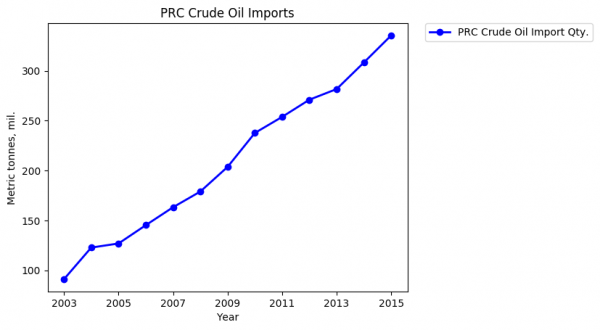 PRC Crude Oil Imports
PRC Crude Oil Import Qty.
Metric tonnes, mil.
300
250
200
150
100
2003 2005 2007 2009 2011 2013 2015
Year